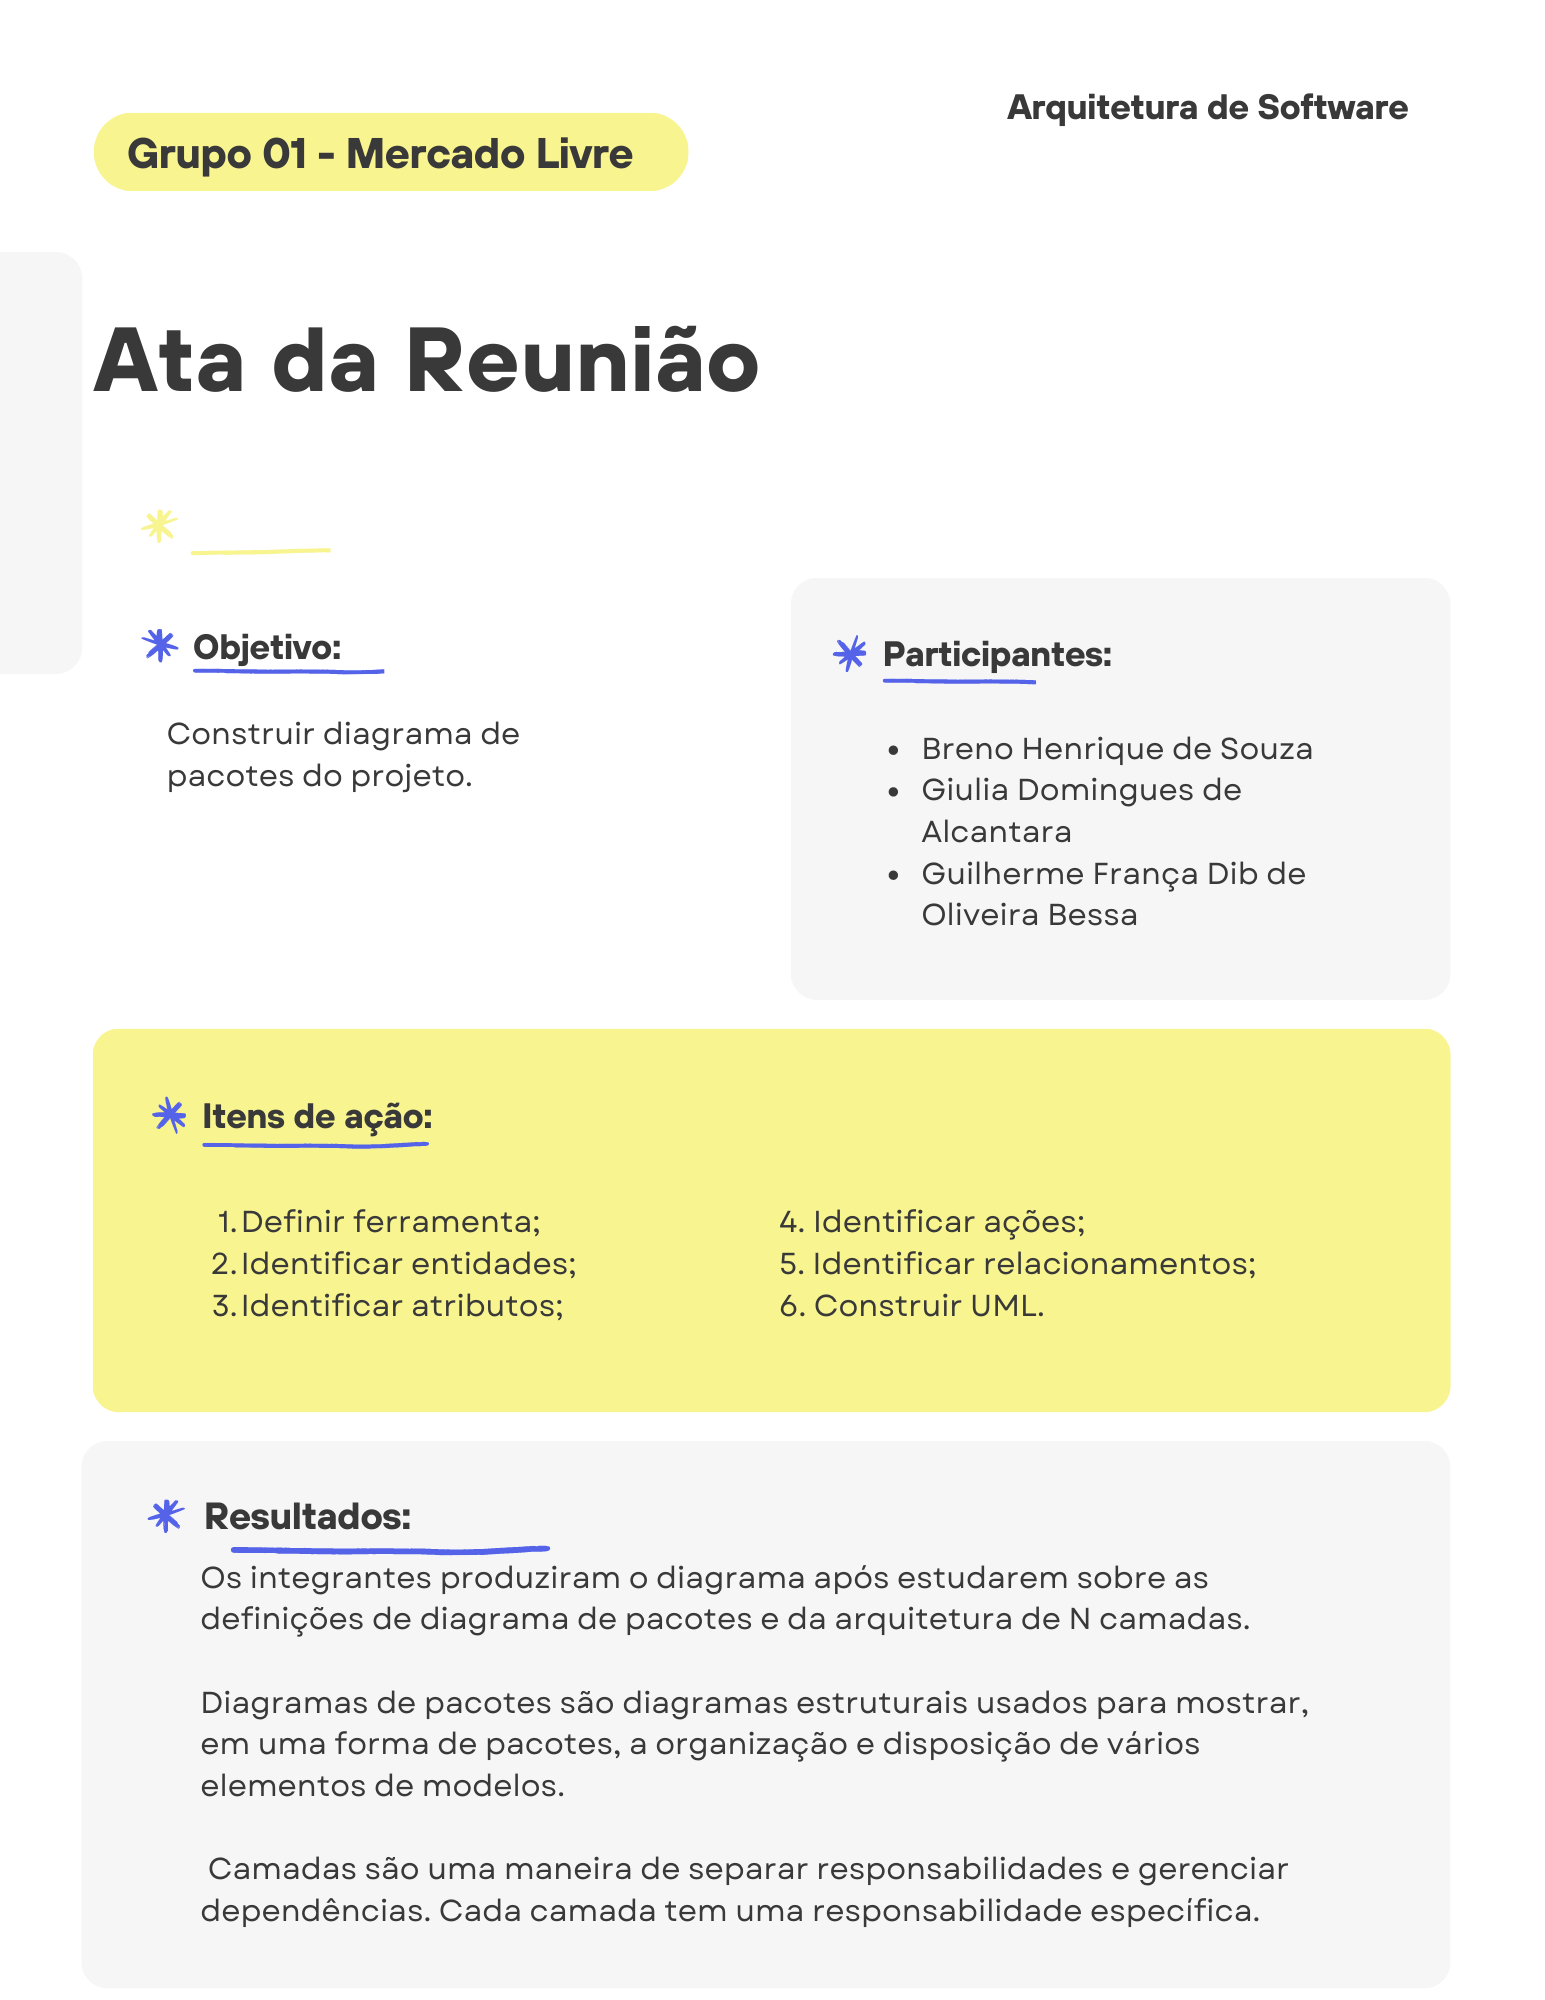 Arquitetura de Software
Grupo 01 - Mercado Livre
Ata da Reunião
Objetivo:
Construir diagrama de
pacotes do projeto.
Participantes:
• Breno Henrique de Souza
• Giulia Domingues de
Alcantara
• Guilherme França Dib de
Oliveira Bessa
Itens de ação:
1. Definir ferramenta;
2. Identificar entidades;
3. Identificar atributos;
4. Identificar ações;
5. Identificar relacionamentos;
6. Construir UML.
Resultados:
Os integrantes produziram o diagrama após estudarem sobre as
definições de diagrama de pacotes e da arquitetura de N camadas.
Diagramas de pacotes são diagramas estruturais usados para mostrar,
em uma forma de pacotes, a organização e disposição de vários
elementos de modelos.
Camadas são uma maneira de separar responsabilidades e gerenciar
dependências. Cada camada tem uma responsabilidade específica.